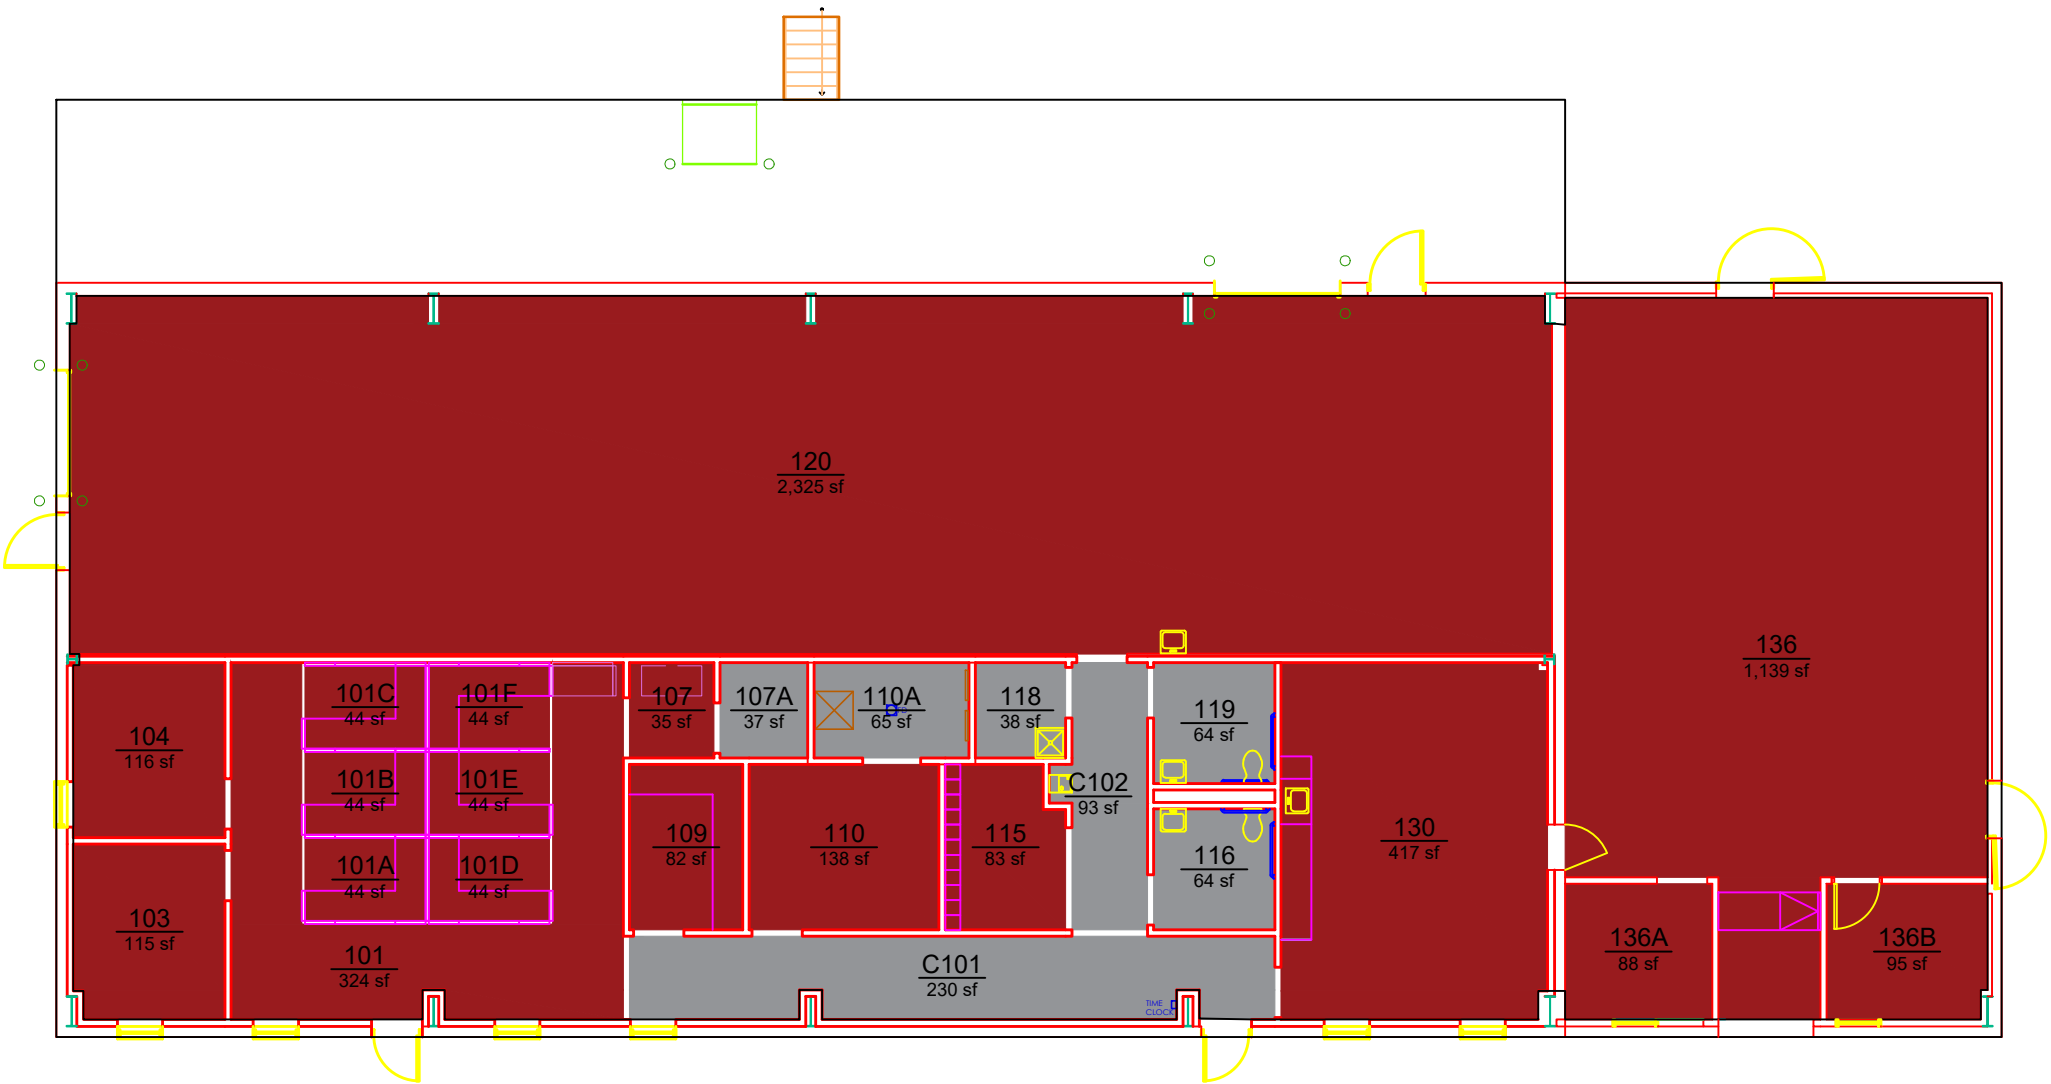 120
2,325 sf
136
1,139 sf
101C
44 sf
101F
44 sf
107
35 sf
107A
37 sf
110A
65 sf
118
38 sf
119
64 sf
104
116 sf
101B
44 sf
101E
44 sf
C102
93 sf
109
82 sf
110
138 sf
115
83 sf
116
64 sf
130
417 sf
101A
44 sf
101D
44 sf
103
115 sf
101
324 sf
C101
230 sf
136A
88 sf
136B
95 sf
TIME
CLOCK